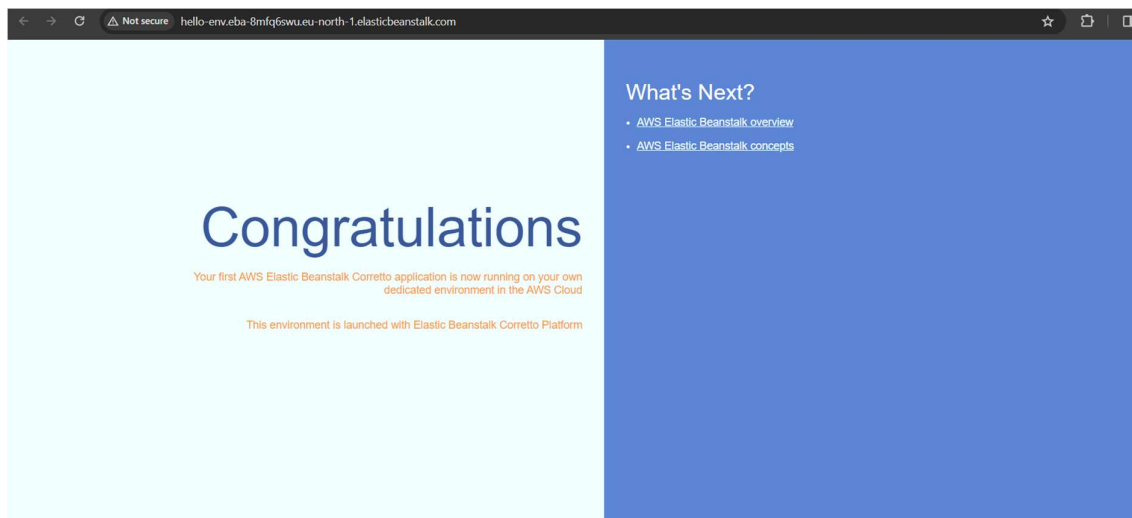 Not secure
hello-env.eba-8mfq6swu.eu-north-1.elasticbeanstalk.com
Congratulations
Your first AWS Elastic Beanstalk Corretto application is now running on your own
dedicated environment in the AWS Cloud
This environment is launched with Elastic Beanstalk Corretto Platform
What's Next?
• AWS Elastic Beanstalk overview
• AWS Elastic Beanstalk concepts